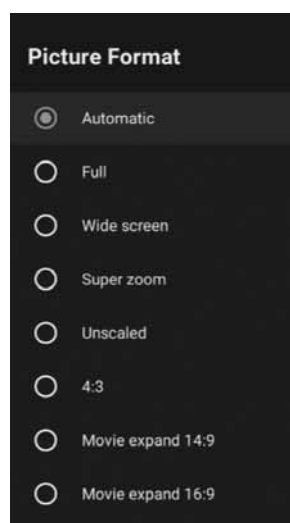 Picture Format
Automatic
Full
Wide screen
Super zoom
Unscaled
4:3
Movie expand 14:9
Movie expand 16:9